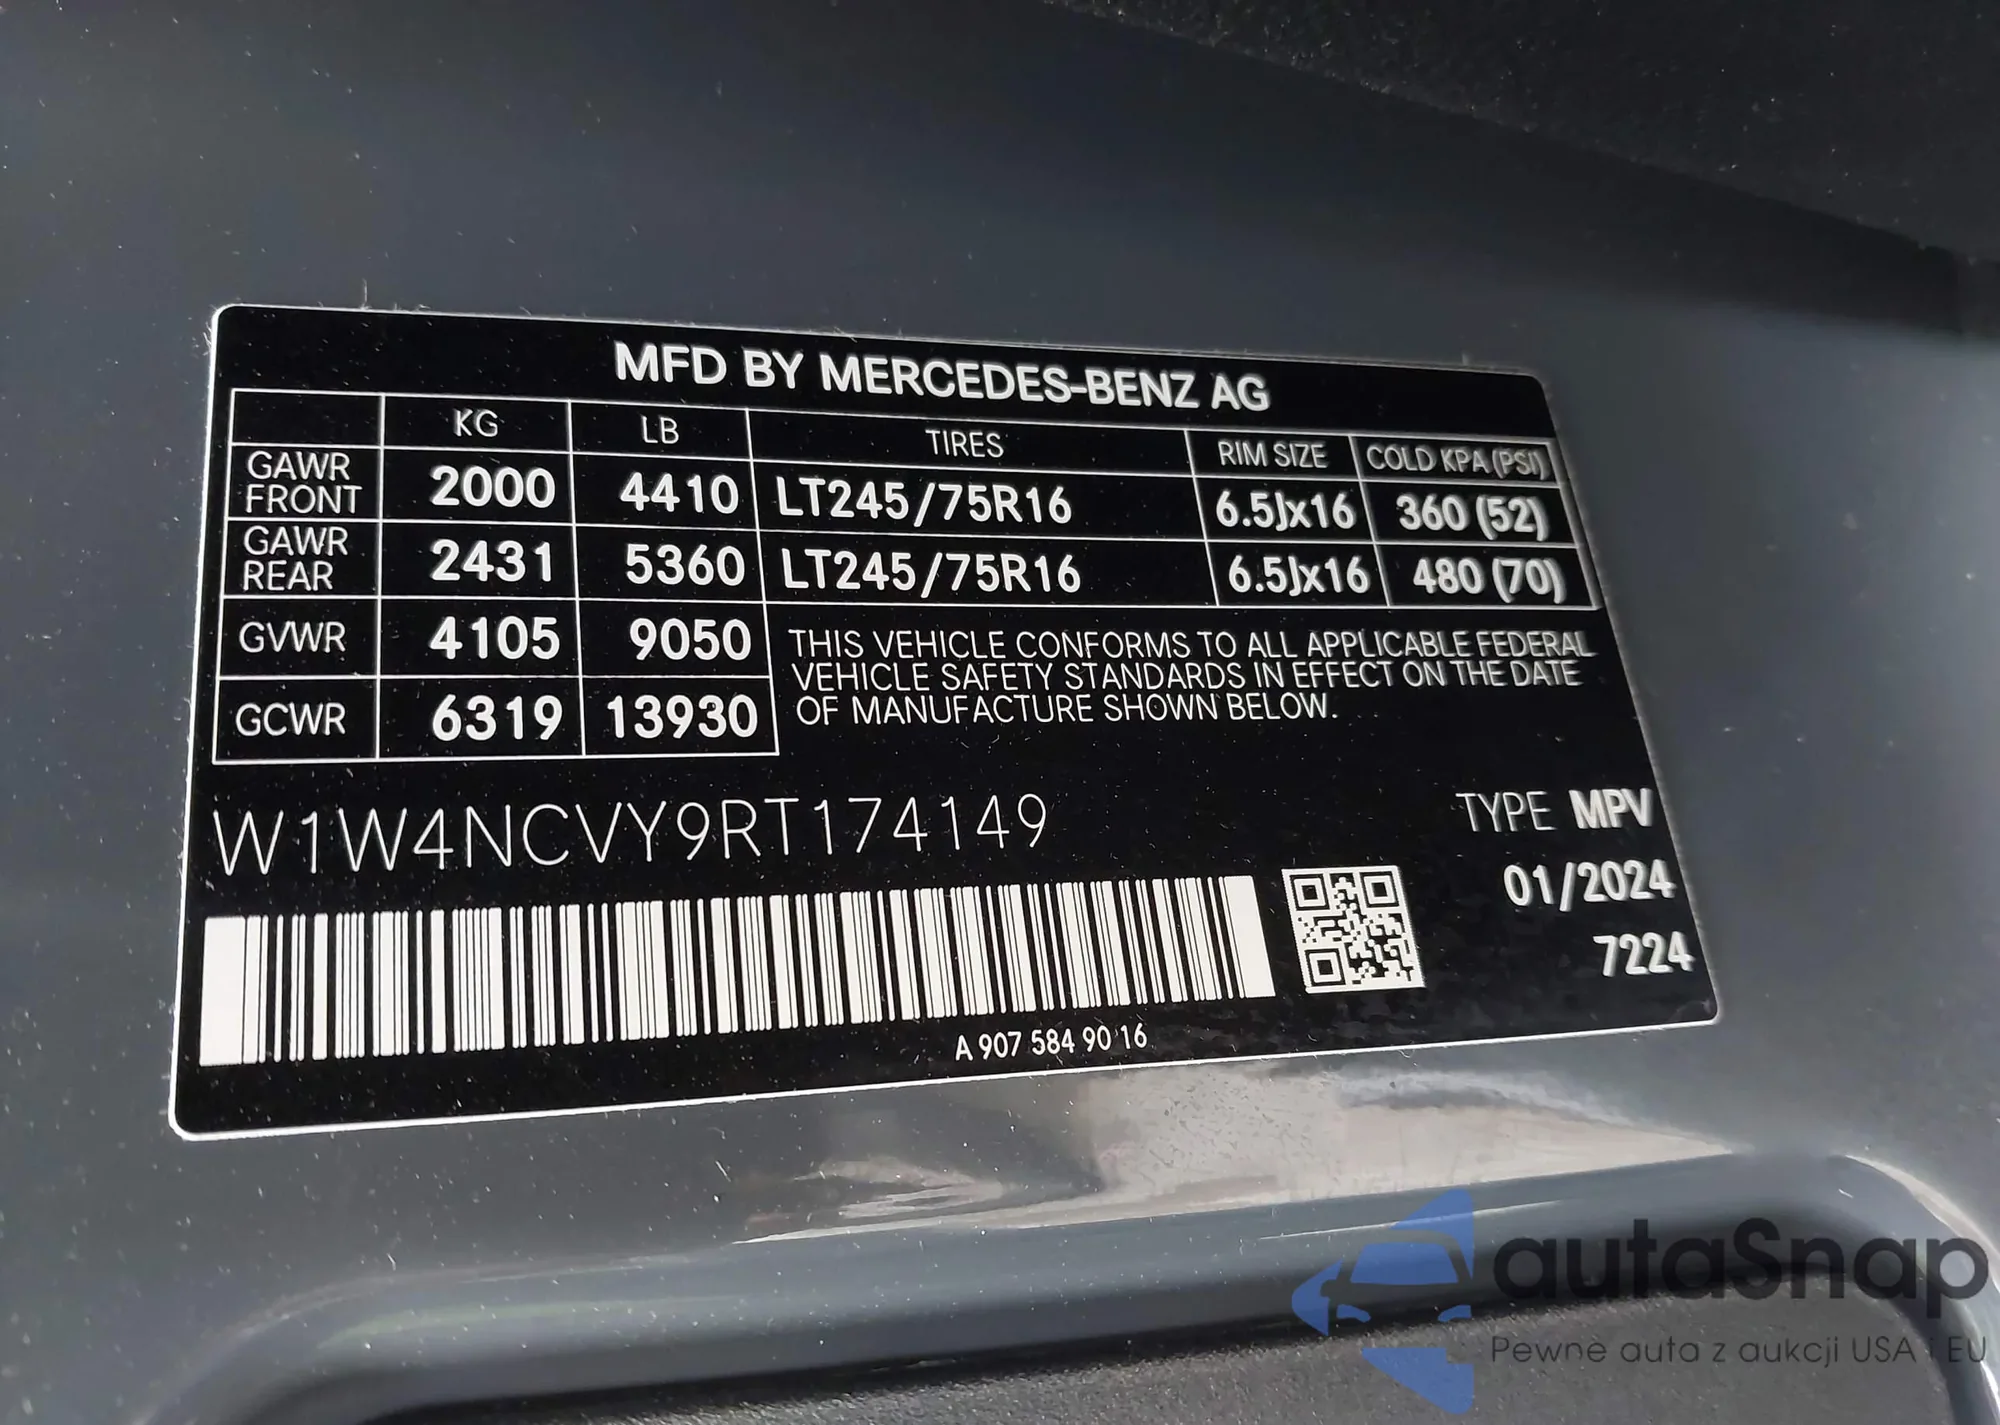 MFD BY MERCEDES-BENZ AG
KG LB TIRES RIM SIZE COLD KPA (PSI)
GAWR FRONT 2000 4410 LT245/75R16 6.5Jx16 360 (52)
GAWR REAR 2431 5360 LT245/75R16 6.5Jx16 480 (70)
GVWR 4105 9050
GCWR 6319 13930
THIS VEHICLE CONFORMS TO ALL APPLICABLE FEDERAL
VEHICLE SAFETY STANDARDS IN EFFECT ON THE DATE
OF MANUFACTURE SHOWN BELOW.
W1W4NCVY9RT174149
TYPE MPV
01/2024
7224
A 907 584 90 16
autaSnap
Pewne auta z aukcji USA i EU